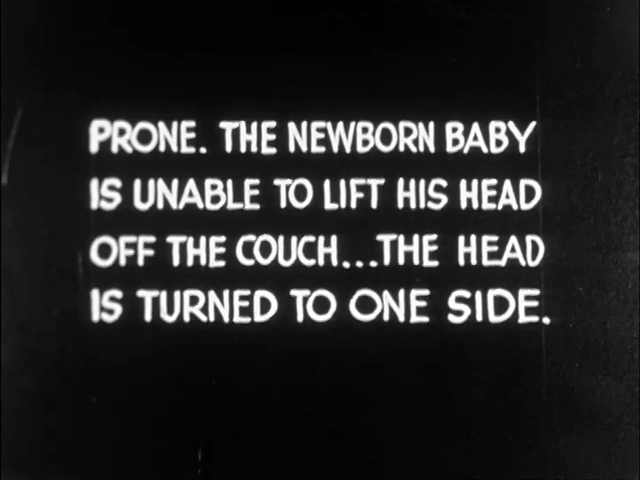 PRONE. THE NEWBORN BABY
IS UNABLE TO LIFT HIS HEAD
OFF THE COUCH...THE HEAD
IS TURNED TO ONE SIDE.